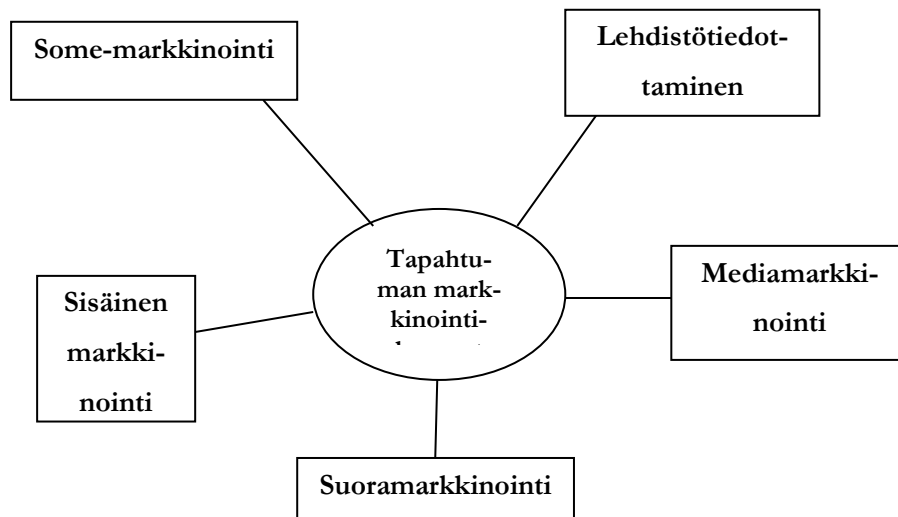 Some-markkinointi
Lehdistötiedot-
taminen
Tapahtu-
man mark-
kinointi-
Mediamarkki-
nointi
Sisäinen
markki-
nointi
Suoramarkkinointi